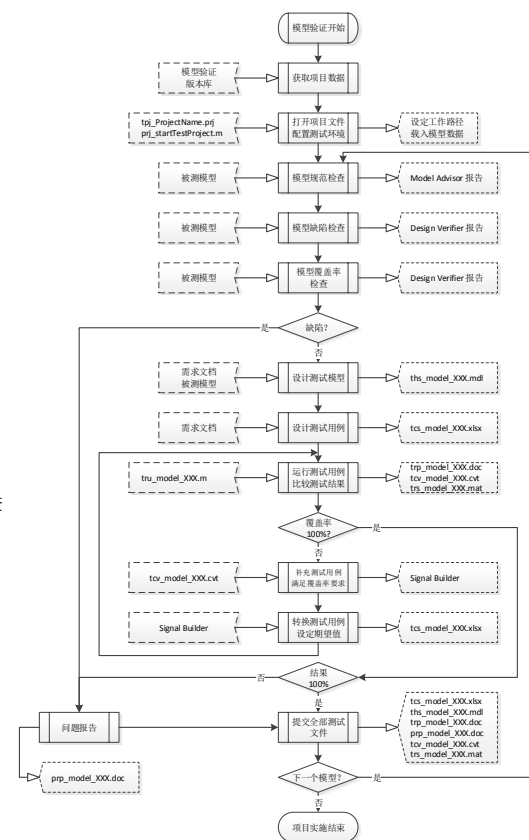 模型验证开始
模型验证
版本库
获取项目数据
tpj_ProjectName.prj
prj_startTestProject.m
打开项目文件
配置测试环境
设定工作路径
载入模型数据
被测模型
模型规范检查
Model Advisor 报告
被测模型
模型缺陷检查
Design Verifier 报告
被测模型
模型覆盖率
检查
Design Verifier 报告
是
缺陷?
否
需求文档
被测模型
设计测试模型
ths_model_XXX.mdl
需求文档
设计测试用例
tcs_model_XXX.xlsx
tru_model_XXX.m
运行测试用例
比较测试结果
trp_model_XXX.doc
tcv_model_XXX.cvt
trs_model_XXX.mat
覆盖率
100%?
是
否
tcv_model_XXX.cvt
补充测试用例
满足覆盖率要求
Signal Builder
Signal Builder
转换测试用例
设定期望值
tcs_model_XXX.xlsx
否
结果
100%
是
问题报告
提交全部测试
文件
tcs_model_XXX.xlsx
ths_model_XXX.mdl
trp_model_XXX.doc
prp_model_XXX.doc
tcv_model_XXX.cvt
trs_model_XXX.mat
prp_model_XXX.doc
下一个模型?
是
否
项目实施结束